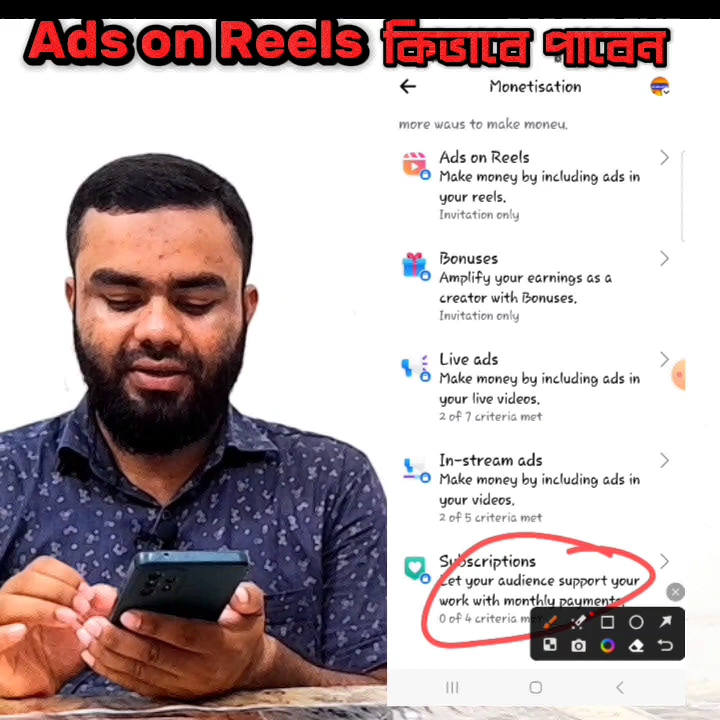 Ads on Reels কিভাবে পাবেন
Monetisation
more ways to make money.
Ads on Reels
Make money by including ads in
your reels.
Invitation only
Bonuses
Amplify your earnings as a
creator with Bonuses.
Invitation only
Live ads
Make money by including ads in
your live videos.
2 of 7 criteria met
In-stream ads
Make money by including ads in
your videos.
2 of 5 criteria met
Subscriptions
Let your audience support your
work with monthly payments.
0 of 4 criteria met